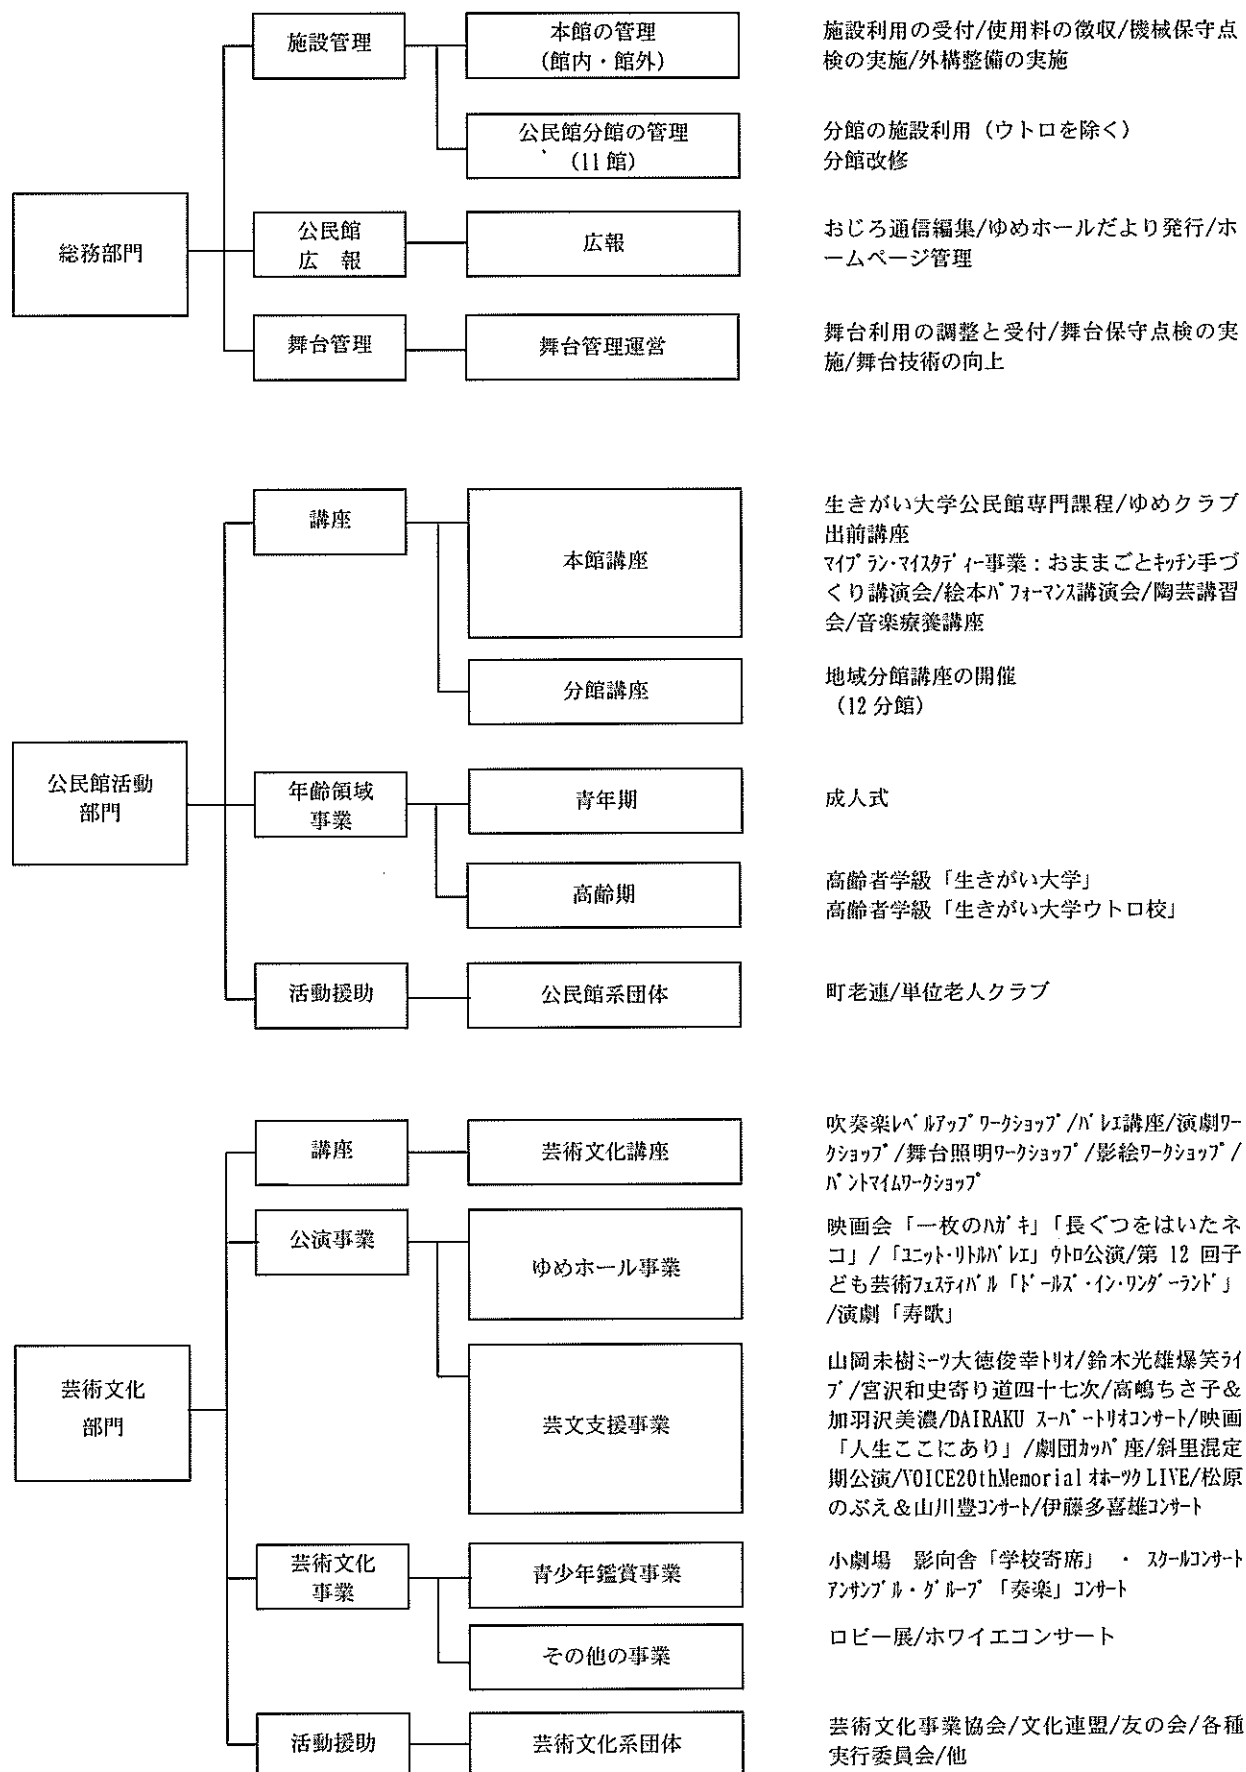 施設管理
本館の管理
(館内・館外)
施設利用の受付/使用料の徴収/機械保守点
検の実施/外構整備の実施
公民館分館の管理
(11館)
分館の施設利用(ウトロを除く)
分館改修
総務部門
公民館
広 報
広報
おじろ通信編集/ゆめホールだより発行/ホ
ームページ管理
舞台管理
舞台管理運営
舞台利用の調整と受付/舞台保守点検の実
施/舞台技術の向上
講座
本館講座
生きがい大学公民館専門課程/ゆめクラブ
出前講座
マイプラン・マイスタディー事業:おままごとキッチン手づ
くり講演会/絵本パフォーマンス講演会/陶芸講習
会/音楽療養講座
分館講座
地域分館講座の開催
(12分館)
公民館活動
部門
年齢領域
事業
青年期
成人式
高齢期
高齢者学級「生きがい大学」
高齢者学級「生きがい大学ウトロ校」
活動援助
公民館系団体
町老連/単位老人クラブ
講座
芸術文化講座
吹奏楽レベルアップワークショップ/バレエ講座/演劇ワー
クショップ/舞台照明ワークショップ/影絵ワークショップ/
パントマイムワークショップ
公演事業
ゆめホール事業
映画会「一枚のハガキ」「長ぐつをはいたネ
コ」/「ユニット・リトルバレエ」ウトロ公演/第 12 回子
ども芸術フェスティバル「ドールズ・イン・ワンダーランド」
/演劇「寿歌」
芸術文化
部門
芸文支援事業
山岡未樹ミーツ大徳俊幸トリオ/鈴木光雄爆笑ライ
ブ/宮沢和史寄り道四十七次/高嶋ちさ子&
加羽沢美濃/DAIRAKU スーパートリオコンサート/映画
「人生ここにあり」/劇団カッパ座/斜里混定
期公演/VOICE20thMemorial オホーツク LIVE/松原
のぶえ&山川豊コンサート/伊藤多喜雄コンサート
芸術文化
事業
青少年鑑賞事業
小劇場 影向舎「学校寄席」 ・ スクールコンサート
アンサンブル・グループ「奏楽」コンサート
その他の事業
ロビー展/ホワイエコンサート
活動援助
芸術文化系団体
芸術文化事業協会/文化連盟/友の会/各種
実行委員会/他